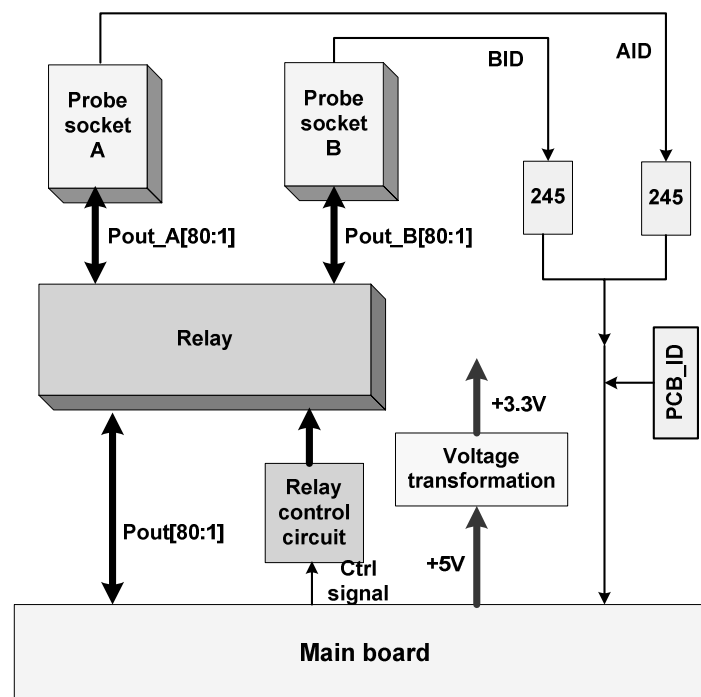 BID
AID
Probe
socket
A
Probe
socket
B
245
245
Pout_A[80:1]
Pout_B[80:1]
Relay
PCB_ID
+3.3V
Voltage
transformation
Relay
control
circuit
Pout[80:1]
+5V
Ctrl
signal
Main board